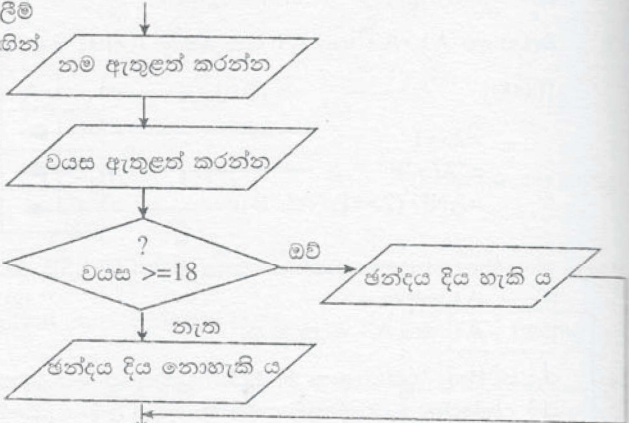 නම ඇතුළත් කරන්න
වයස ඇතුළත් කරන්න
?
වයස >=18
ඔව්
ඡන්දය දිය හැකි ය
නැත
ඡන්දය දිය නොහැකි ය